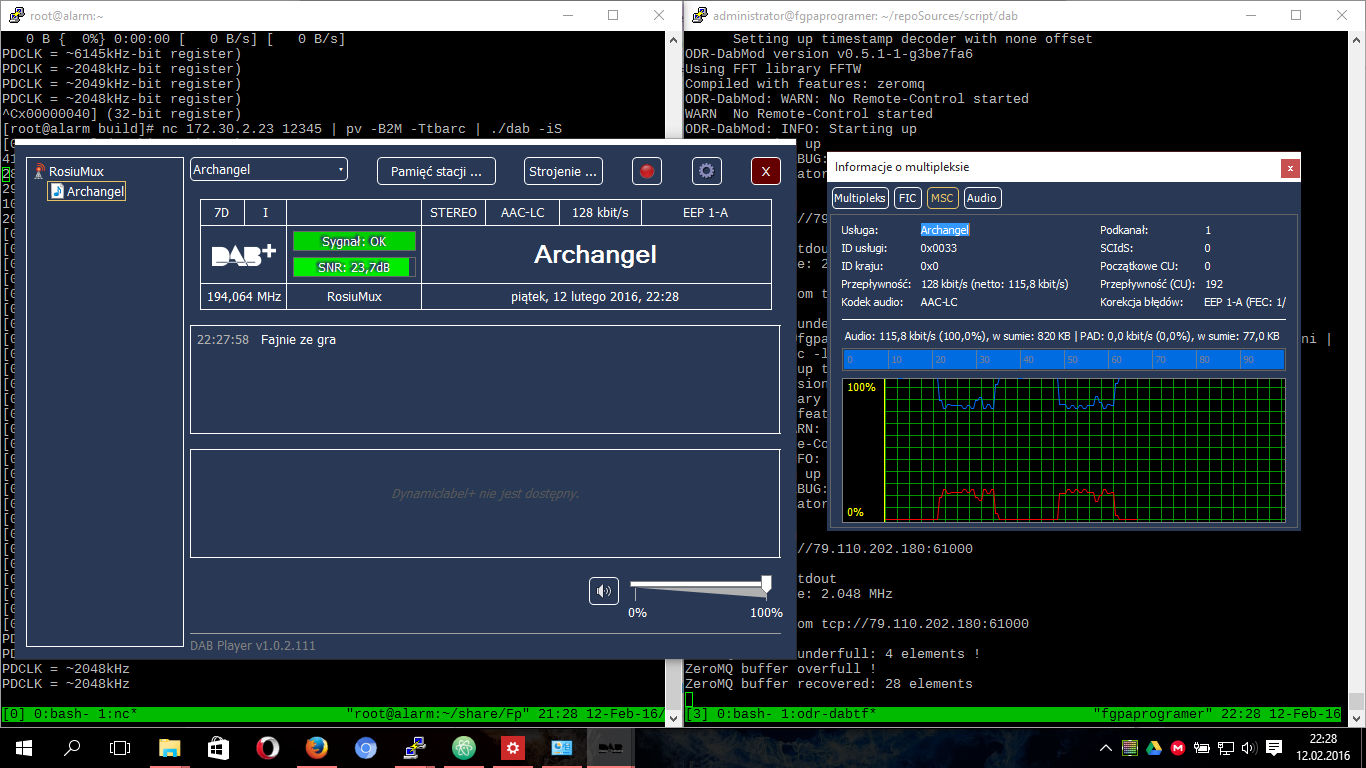 root@alarm:~
0 B {  0%} 0:00:00 [   0 B/s] [   0 B/s]
PDCLK = ~6145kHz-bit register)
PDCLK = ~2048kHz-bit register)
PDCLK = ~2049kHz-bit register)
PDCLK = ~2048kHz-bit register)
^Cx00000040] (32-bit register)
[root@alarm build]# nc 172.30.2.23 12345 | pv -B2M -Ttbarc | ./dab -iS
PDCLK = ~2048kHz
PDCLK = ~2048kHz
[0] 0:bash- 1:nc* "root@alarm:~/share/Fp" 21:28 12-Feb-16
administrator@fgpaprogramer: ~/repoSources/script/dab
Setting up timestamp decoder with none offset
ODR-DabMod version v0.5.1-1-g3be7fa6
Using FFT library FFTW
Compiled with features: zeromq
ODR-DabMod: WARN: No Remote-Control started
WARN  No Remote-Control started
ODR-DabMod: INFO: Starting up
//79.110.202.180:61000
tdout
e: 2.048 MHz
om tcp://79.110.202.180:61000
underfull: 4 elements !
ZeroMQ buffer overfull !
ZeroMQ buffer recovered: 28 elements
[3] 0:bash- 1:odr-dabtf* "fgpaprogramer" 22:28 12-Feb-16
RosiuMux
Archangel
Archangel
Pamięć stacji ...
Strojenie ...
X
7D
I
STEREO
AAC-LC
128 kbit/s
EEP 1-A
DAB+
Sygnał: OK
SNR: 23,7dB
Archangel
194,064 MHz
RosiuMux
piątek, 12 lutego 2016, 22:28
22:27:58 Fajnie ze gra
Dynamiclabel+ nie jest dostępny.
0%
100%
DAB Player v1.0.2.111
Informacje o multipleksie
x
Multipleks
FIC
MSC
Audio
Usługa: Archangel
Podkanał: 1
ID usługi: 0x0033
SCIdS: 0
ID kraju: 0x0
Początkowe CU: 0
Przepływność: 128 kbit/s (netto: 115,8 kbit/s)
Przepływność (CU): 192
Kodek audio: AAC-LC
Korekcja błędów: EEP 1-A (FEC: 1/
Audio: 115,8 kbit/s (100,0%), w sumie: 820 KB | PAD: 0,0 kbit/s (0,0%), w sumie: 77,0 KB
0 10 20 30 40 50 60 70 80 90
100%
0%
DAB+
22:28
12.02.2016